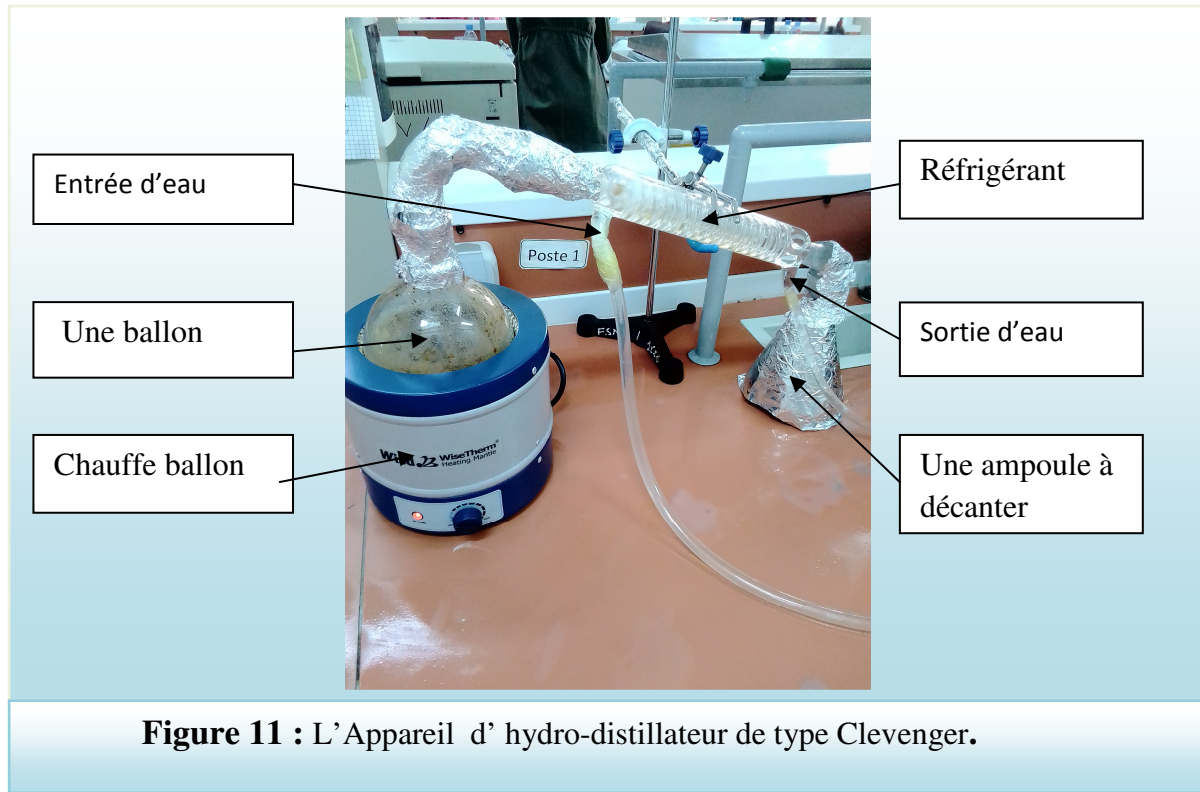 Entrée d'eau
Une ballon
Chauffe ballon
Réfrigérant
Sortie d'eau
Une ampoule à
décanter
Poste 1
WiseTherm®
Heating Mantle
Figure 11 : L'Appareil d' hydro-distillateur de type Clevenger.